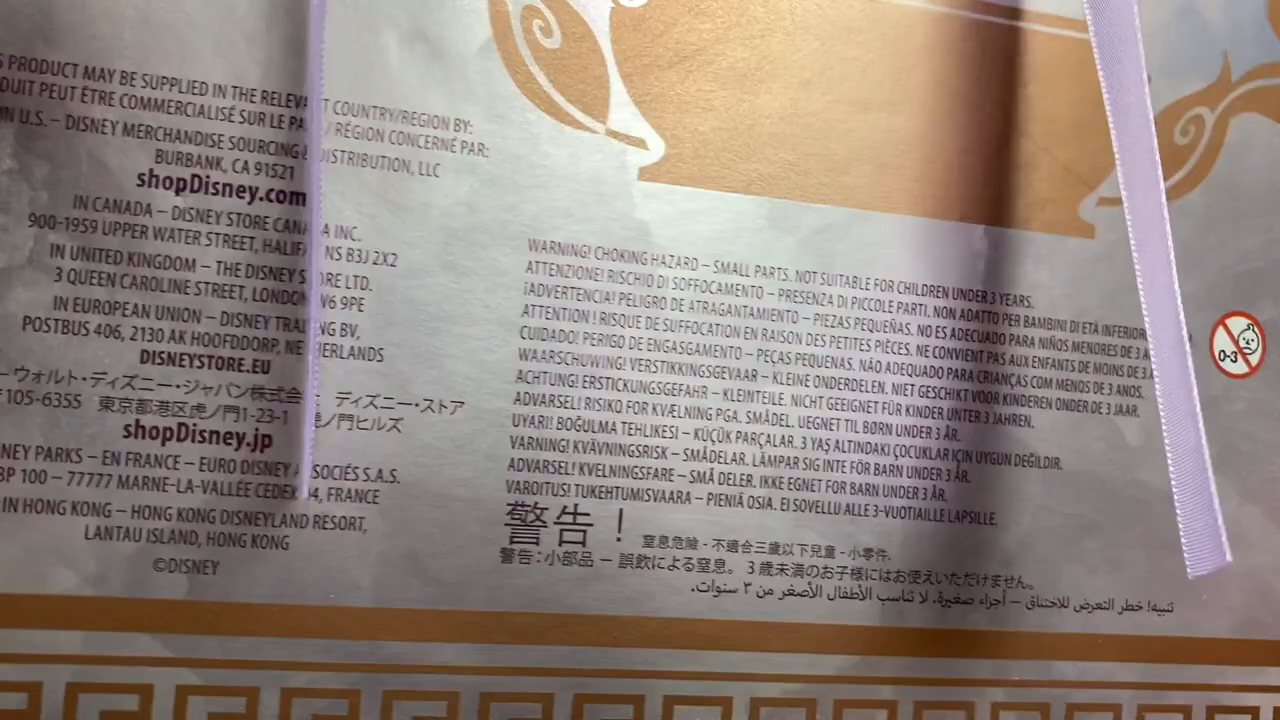 PRODUCT MAY BE SUPPLIED IN THE COUNTRY/REGION BY:
PEUT ÊTRE COMMERCIALISÉ SUR LE RÉGION CONCERNÉ PAR:
IN U.S. – DISNEY MERCHANDISE SOURCING & DISTRIBUTION, LLC
BURBANK, CA 91521
shopDisney.com
IN CANADA – DISNEY STORE CANADA INC.
900-1959 UPPER WATER STREET, HALIFAX NS B3J 2X2
IN UNITED KINGDOM – THE DISNEY STORE LTD.
3 QUEEN CAROLINE STREET, LONDON W6 9PE
IN EUROPEAN UNION – DISNEY TRADING BV,
POSTBUS 406, 2130 AK HOOFDDORP, NETHERLANDS
DISNEYSTORE.EU
ウォルト・ディズニー・ジャパン株式会社 ディズニー・ストア
〒105-6355 東京都港区虎ノ門1-23-1 虎ノ門ヒルズ
shopDisney.jp
PARKS – EN FRANCE – EURO DISNEY ASSOCIÉS S.A.S.
BP 100 – 77777 MARNE-LA-VALLÉE CEDEX 04, FRANCE
IN HONG KONG – HONG KONG DISNEYLAND RESORT,
LANTAU ISLAND, HONG KONG
©DISNEY
WARNING! CHOKING HAZARD – SMALL PARTS. NOT SUITABLE FOR CHILDREN UNDER 3 YEARS.
ATTENZIONE! RISCHIO DI SOFFOCAMENTO – PRESENZA DI PICCOLE PARTI. NON ADATTO PER BAMBINI DI ETÀ
¡ADVERTENCIA! PELIGRO DE ATRAGANTAMIENTO – PIEZAS PEQUEÑAS. NO ES ADECUADO PARA NIÑOS MENORES DE 3
ATTENTION ! RISQUE DE SUFFOCATION EN RAISON DES PETITES PIÈCES. NE CONVIENT PAS AUX ENFANTS DE MOINS DE 3
CUIDADO! PERIGO DE ENGASGAMENTO – PEÇAS PEQUENAS. NÃO ADEQUADO PARA CRIANÇAS COM MENOS DE 3 ANOS.
WAARSCHUWING! VERSTIKKINGSGEVAAR – KLEINE ONDERDELEN. NIET GESCHIKT VOOR KINDEREN ONDER DE 3 JAAR.
ACHTUNG! ERSTICKUNGSGEFAHR – KLEINTEILE. NICHT GEEIGNET FÜR KINDER UNTER 3 JAHREN.
ADVARSEL! RISIKO FOR KVÆLNING PGA. SMÅDEL. UEGNET TIL BØRN UNDER 3 ÅR.
UYARI! BOĞULMA TEHLIKESI – KÜÇÜK PARÇALAR. 3 YAŞ ALTINDAKI ÇOCUKLAR IÇIN UYGUN DEĞILDIR.
VARNING! KVÄVNINGSRISK – SMÅDELAR. LÄMPAR SIG INTE FÖR BARN UNDER 3 ÅR.
ADVARSEL! KVELNINGSFARE – SMÅ DELER. IKKE EGNET FOR BARN UNDER 3 ÅR.
VAROITUS! TUKEHTUMISVAARA – PIENIÄ OSIA. EI SOVELLU ALLE 3-VUOTIAILLE LAPSILLE.
警告！ 窒息危險 - 不適合三歲以下兒童 - 小零件.
警告：小部品 — 誤飲による窒息。 3歳未満のお子様にはお使えいただけません。
تنبيه! خطر التعرض للاختناق – أجزاء صغيرة. لا تناسب الأطفال الأصغر من ٣ سنوات.
0-3